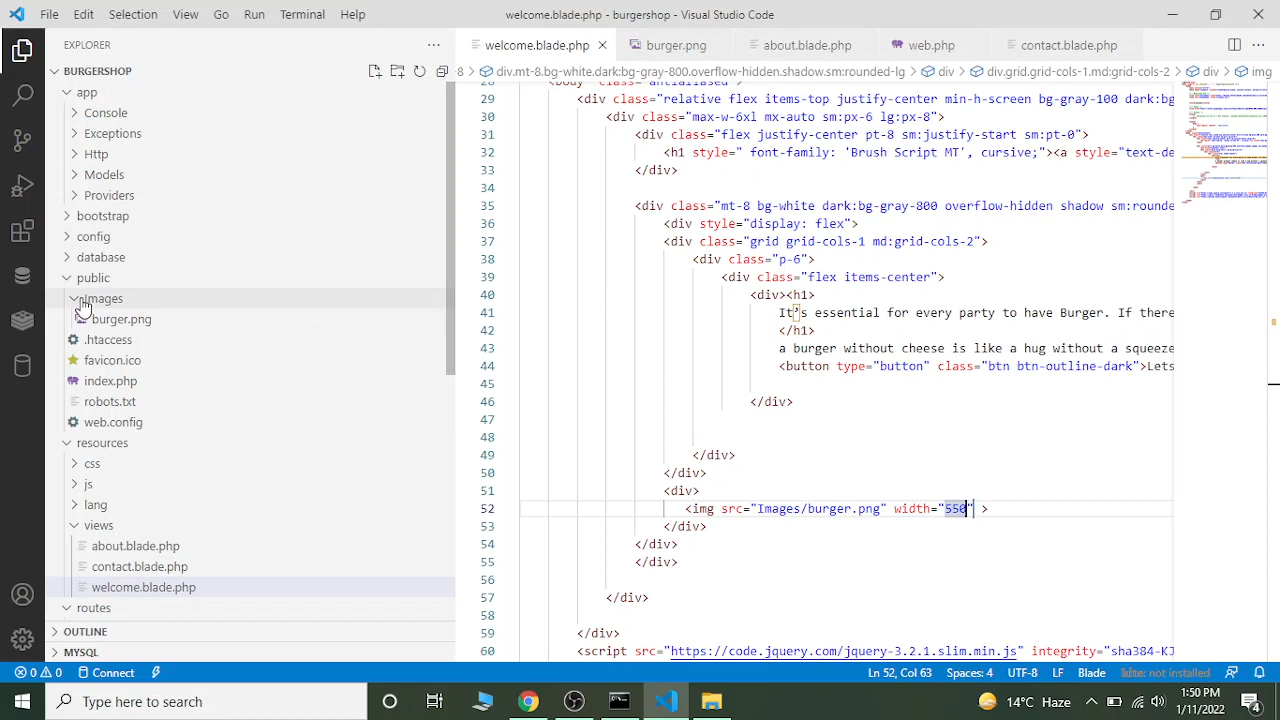 File Edit Selection View Go Run Terminal Help
welcome.blade.php - BurgerShop - Visual Studio Code
EXPLORER
welcome.blade.php burger.png about.blade.php web.php contact.blade.php
BURGERSHOP
-8 > div.mt-8.bg-white.dark:bg-gray-800.overflow-hidden.shadow.sm:rounded-lg > div > div.grid.grid-cols-1.md:grid-cols-2 > div > img
app
Console
Exceptions
Http
Models
Providers
bootstrap
config
database
public
Images
burger.png
.htaccess
favicon.ico
index.php
robots.txt
web.config
resources
css
js
lang
views
about.blade.php
contact.blade.php
welcome.blade.php
routes
OUTLINE
MYSQL
28 <body class="antialiased">
29 <div class="relative
30 <div class="max-w-6xl mx-auto sm:px-6 lg:px-8">
31 <div class="flex justify-center pt-8 sm:justify-start sm:pt-0">
32 'Brush Script MT', cursive;"><a style="text-de
33 </div>
34
35 <div class="mt-8 bg-white dark:bg-gray-800 overflow-hidden shadow sm:rounde
36 <div style="display: flex">
37 <div class="grid grid-cols-1 md:grid-cols-2">
38 <div class="p-6">
39 <div class="flex items-center">
40 <div><h1>
41 It's essential for every party to have Burger. If there
42 </h1>
43 a burger without cheese is like a hug without a squeeze
44 <button type="button" class="btn btn-outline-dark">Lets
45
46 </div>
47
48
49 </div>
50 </div>
51 <div>
52 <img src="Images/burger.png" width="550" >
53 </div>
54 </div>
55 </div>
56
57 </div>
58
59 </div>
60 <script src="https://code.jquery.com/jquery-3.2.1.slim.min.js" integrity="sha384-KJ
0 0 Connect
Ln 52, Col 63 Spaces: 4 UTF-8 LF Blade
Type here to search
14°C Haze
1:50 PM
1/11/2022
4